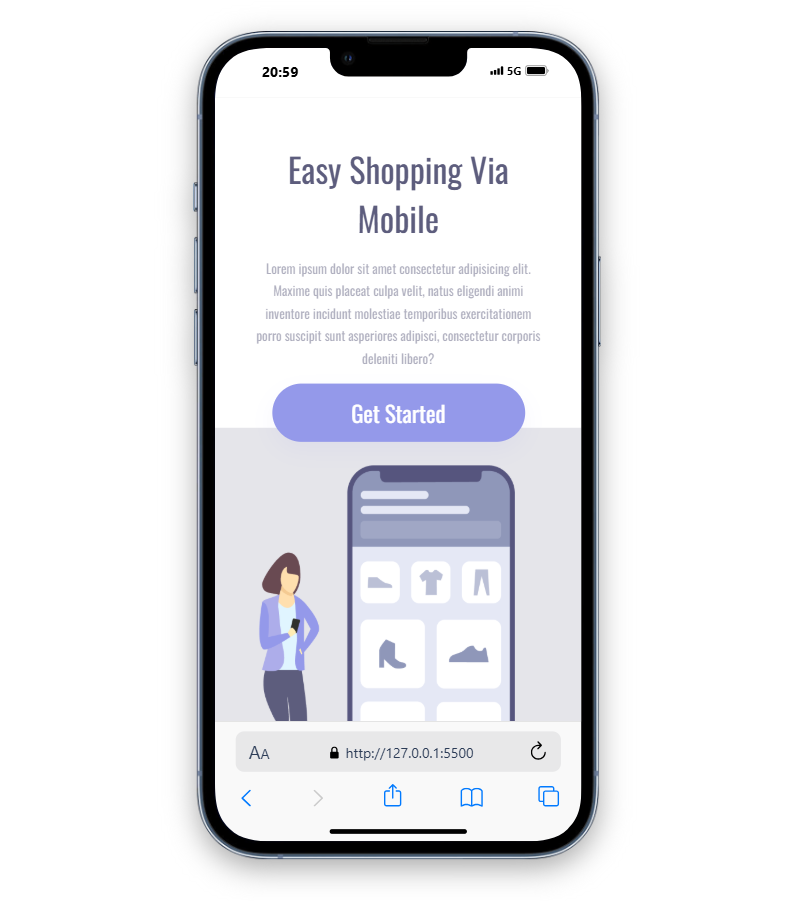 20:59
5G
Easy Shopping Via
Mobile
Lorem ipsum dolor sit amet consectetur adipisicing elit.
Maxime quis placeat culpa velit, natus eligendi animi
inventore incidunt molestiae temporibus exercitationem
porro suscipit sunt asperiores adipisci, consectetur corporis
deleniti libero?
Get Started
AA
http://127.0.0.1:5500